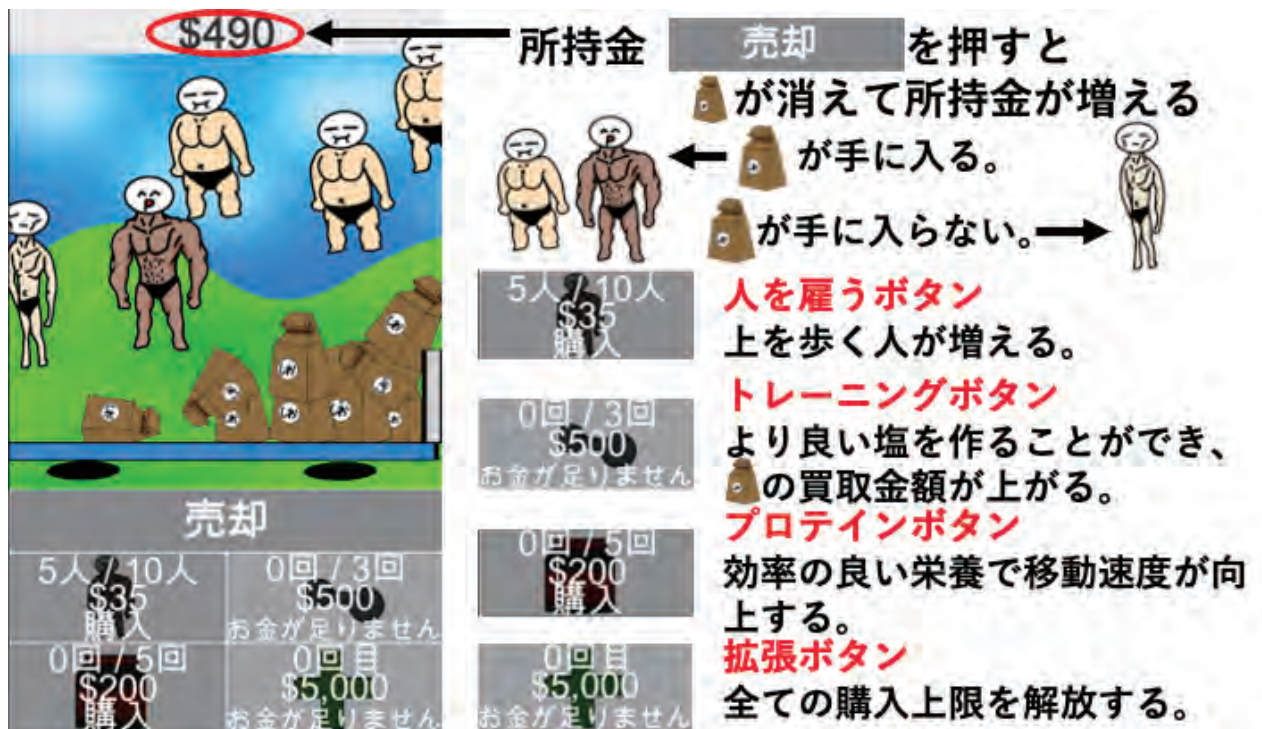 $490
所持金 売却 を押すと
が消えて所持金が増える
が手に入る。
が手に入らない。
5人 / 10人
$35
購入
人を雇うボタン
上を歩く人が増える。
0回 / 3回
$500
お金が足りません
トレーニングボタン
より良い塩を作ることができ、
の買取金額が上がる。
0回 / 5回
$200
購入
プロテインボタン
効率の良い栄養で移動速度が向
上する。
0回目
$5,000
お金が足りません
拡張ボタン
全ての購入上限を解放する。
売却
5人 / 10人
$35
購入
0回 / 3回
$500
お金が足りません
0回 / 5回
$200
購入
0回目
$5,000
お金が足りません